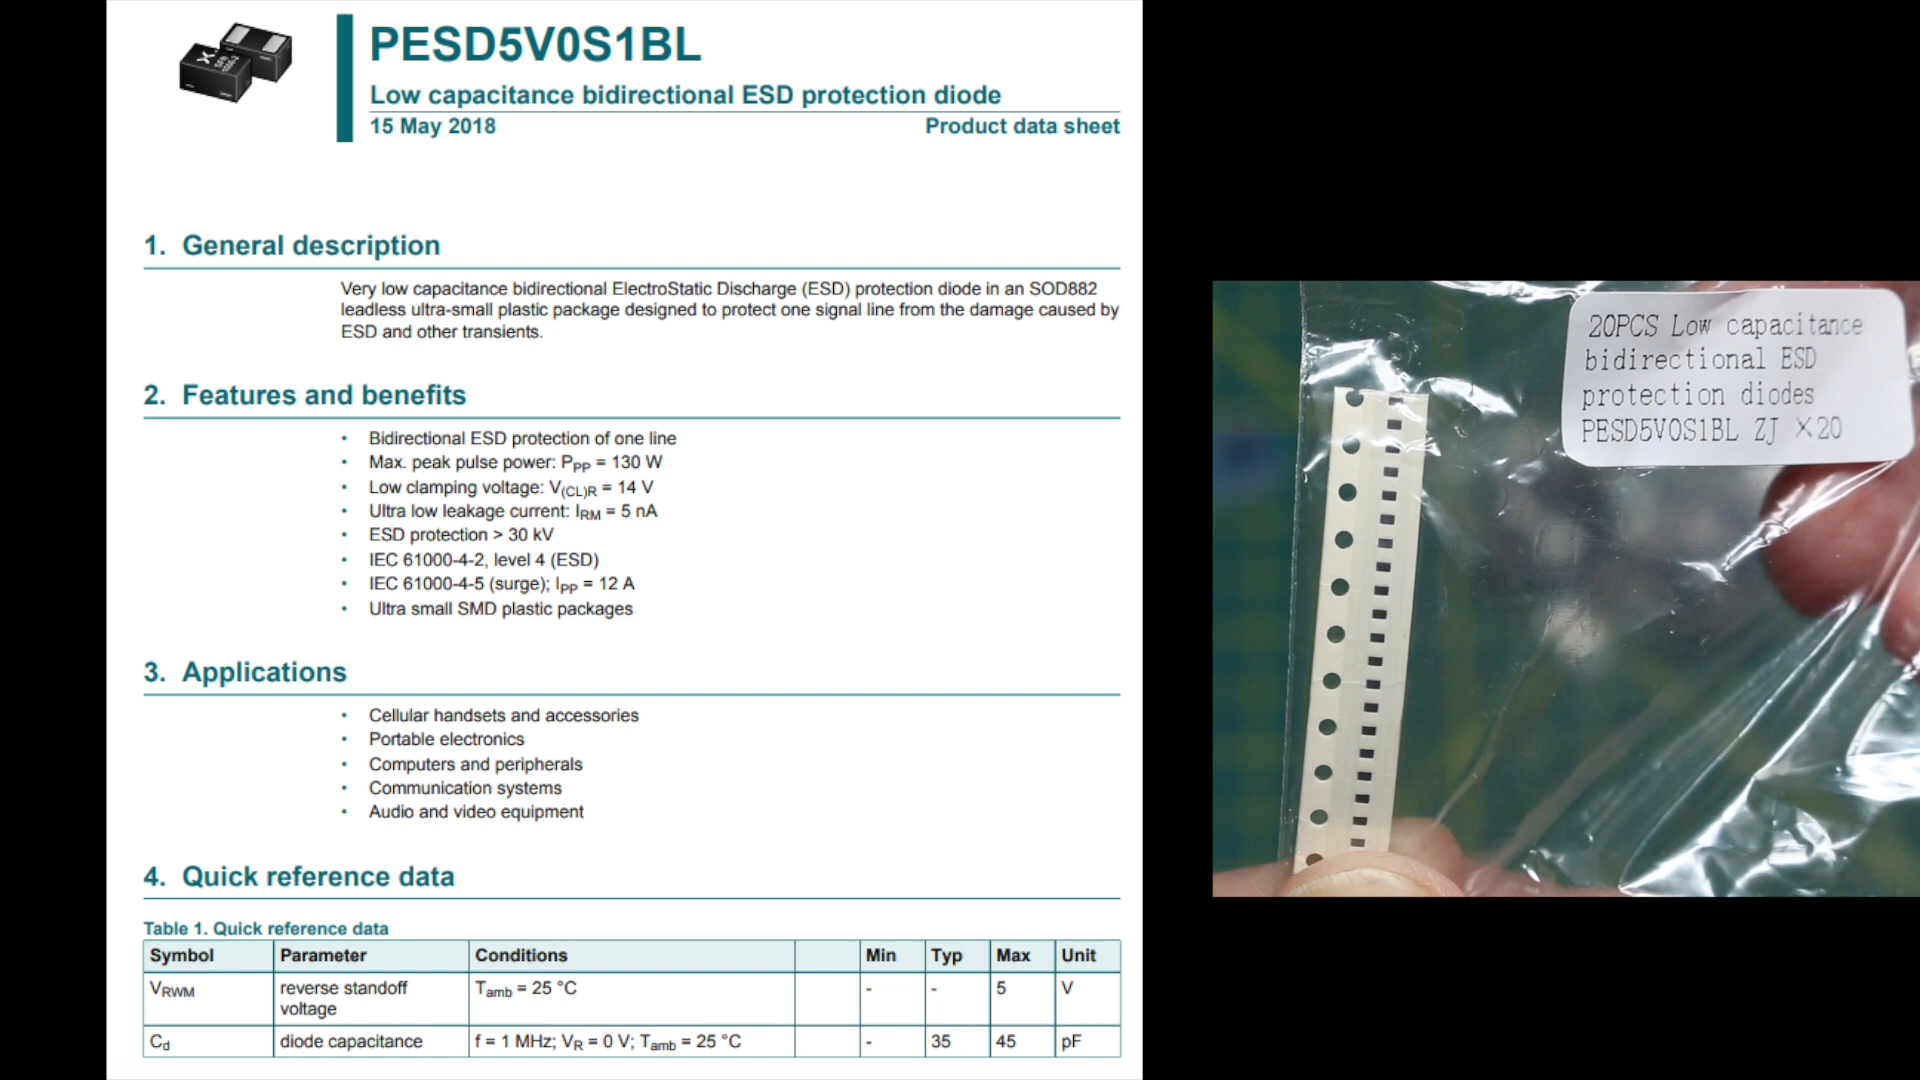 PESD5V0S1BL
Low capacitance bidirectional ESD protection diode
15 May 2018 Product data sheet
1. General description
Very low capacitance bidirectional ElectroStatic Discharge (ESD) protection diode in an SOD882
leadless ultra-small plastic package designed to protect one signal line from the damage caused by
ESD and other transients.
2. Features and benefits
• Bidirectional ESD protection of one line
• Max. peak pulse power: PPP = 130 W
• Low clamping voltage: V(CL)R = 14 V
• Ultra low leakage current: IRM = 5 nA
• ESD protection > 30 kV
• IEC 61000-4-2, level 4 (ESD)
• IEC 61000-4-5 (surge); IPP = 12 A
• Ultra small SMD plastic packages
3. Applications
• Cellular handsets and accessories
• Portable electronics
• Computers and peripherals
• Communication systems
• Audio and video equipment
4. Quick reference data
Table 1. Quick reference data
Symbol Parameter Conditions Min Typ Max Unit
VRWM reverse standoff voltage Tamb = 25 °C - - 5 V
Cd diode capacitance f = 1 MHz; VR = 0 V; Tamb = 25 °C - 35 45 pF
20PCS Low capacitance
bidirectional ESD
protection diodes
PESD5V0S1BL ZJ ×20